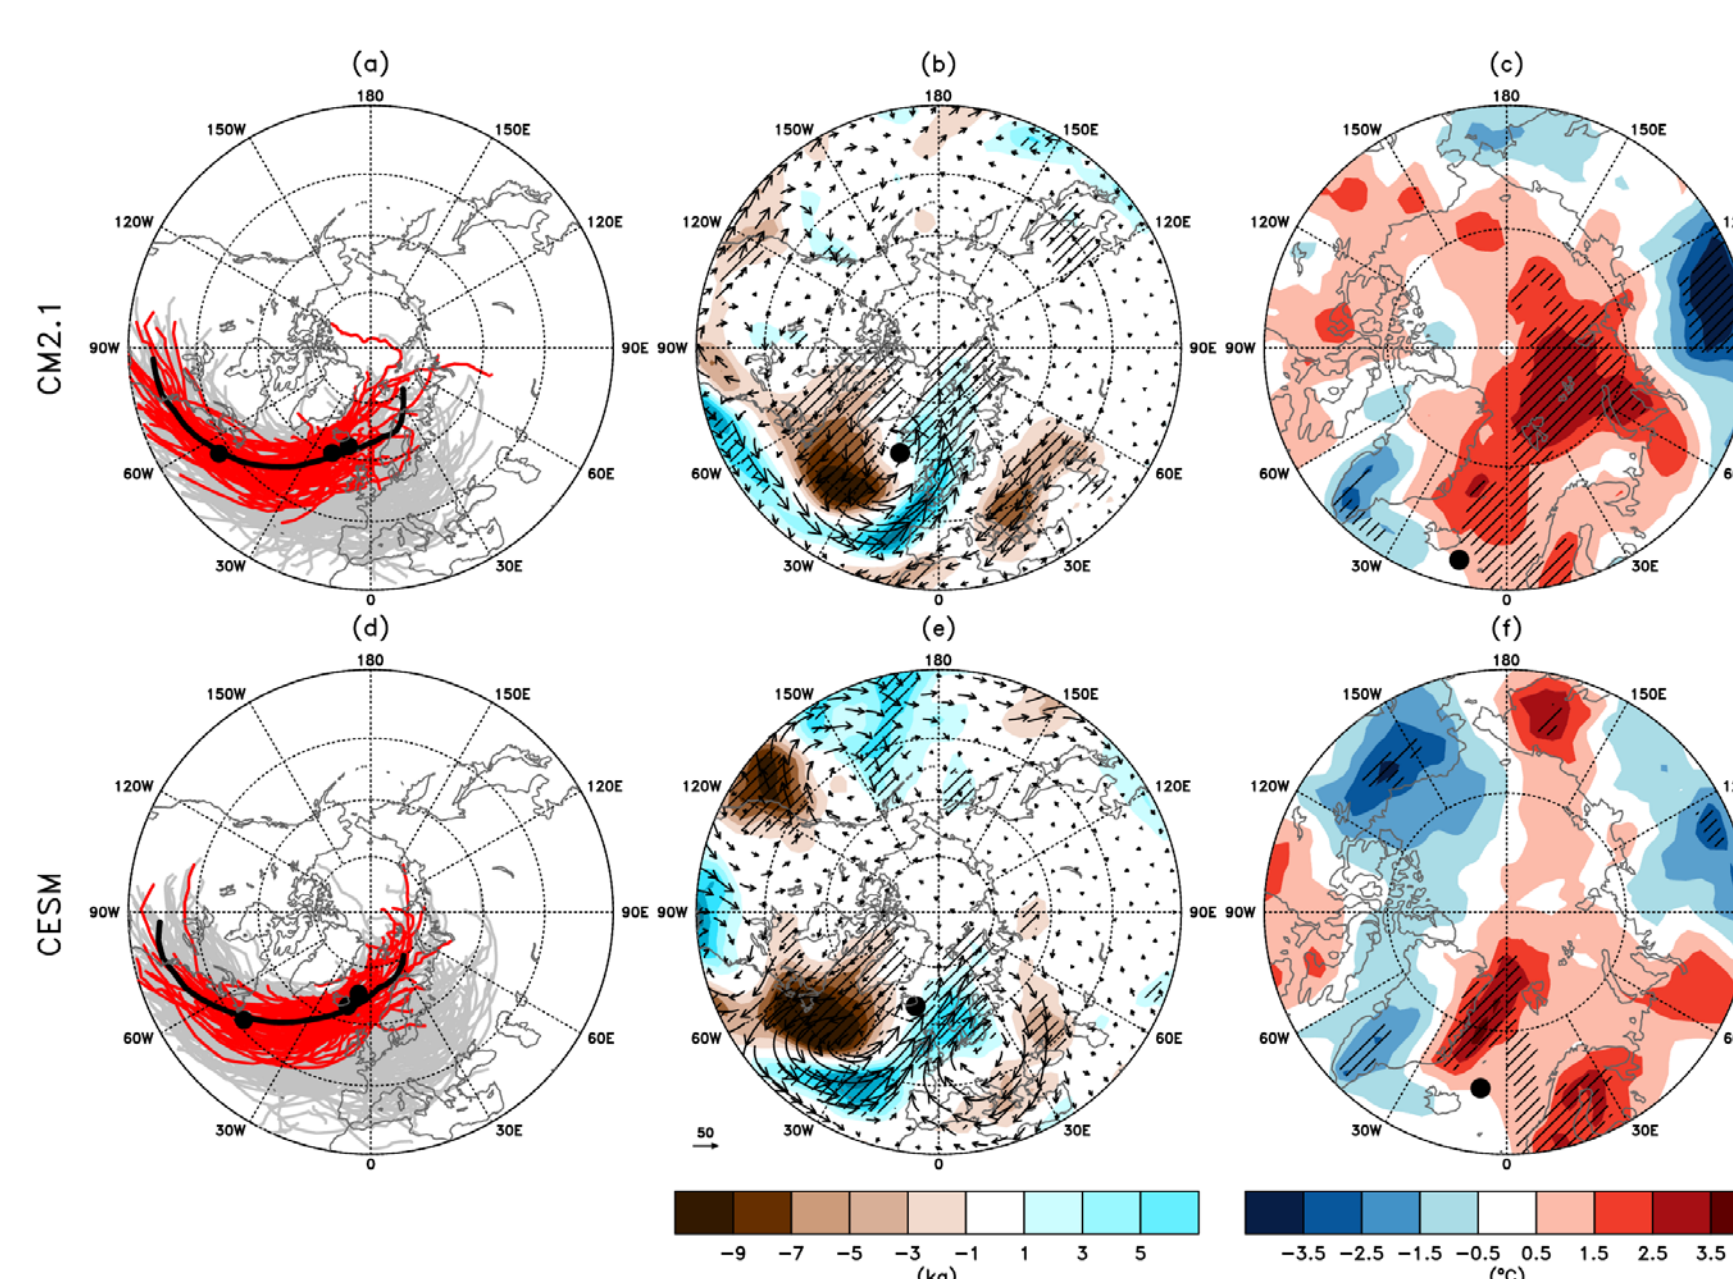 (a) (b) (c)
180 180 180
150W 150E 150W 150E 150W 150E
120W 120E 120W 120E 120W
CM2.1
90W 90E 90W 90E 90W
60W 60E 60W 60E 60W
30W 30E 30W 30E 30W 30E
0 0 0
(d) (e) (f)
180 180 180
150W 150E 150W 150E 150W 150E
120W 120E 120W 120E 120W
CESM
90W 90E 90W 90E 90W
60W 60E 60W 60E 60W
50
30W 30E 30W 30E 30W 30E
0 0 0
-9 -7 -5 -3 -1 1 3 5 -3.5 -2.5 -1.5 -0.5 0.5 1.5 2.5 3.5
(°C)